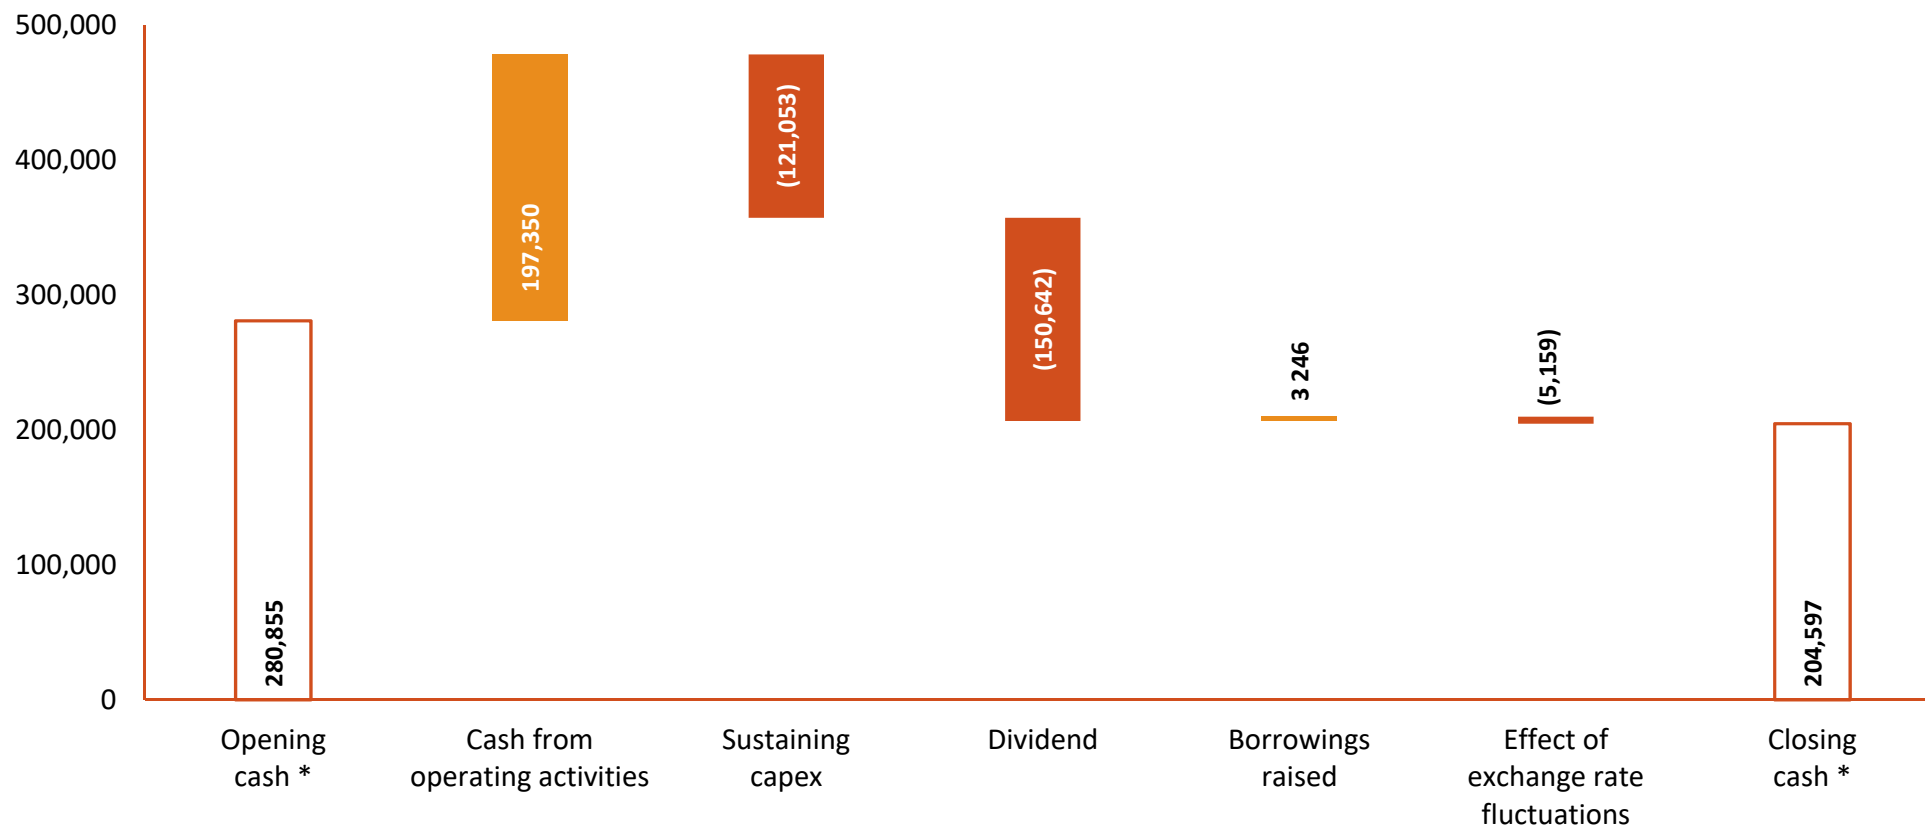 500,000
400,000
300,000
200,000
100,000
0
280,855
197,350
(121,053)
(150,642)
3 246
(5,159)
204,597
Opening
cash *
Cash from
operating activities
Sustaining
capex
Dividend
Borrowings
raised
Effect of
exchange rate
fluctuations
Closing
cash *